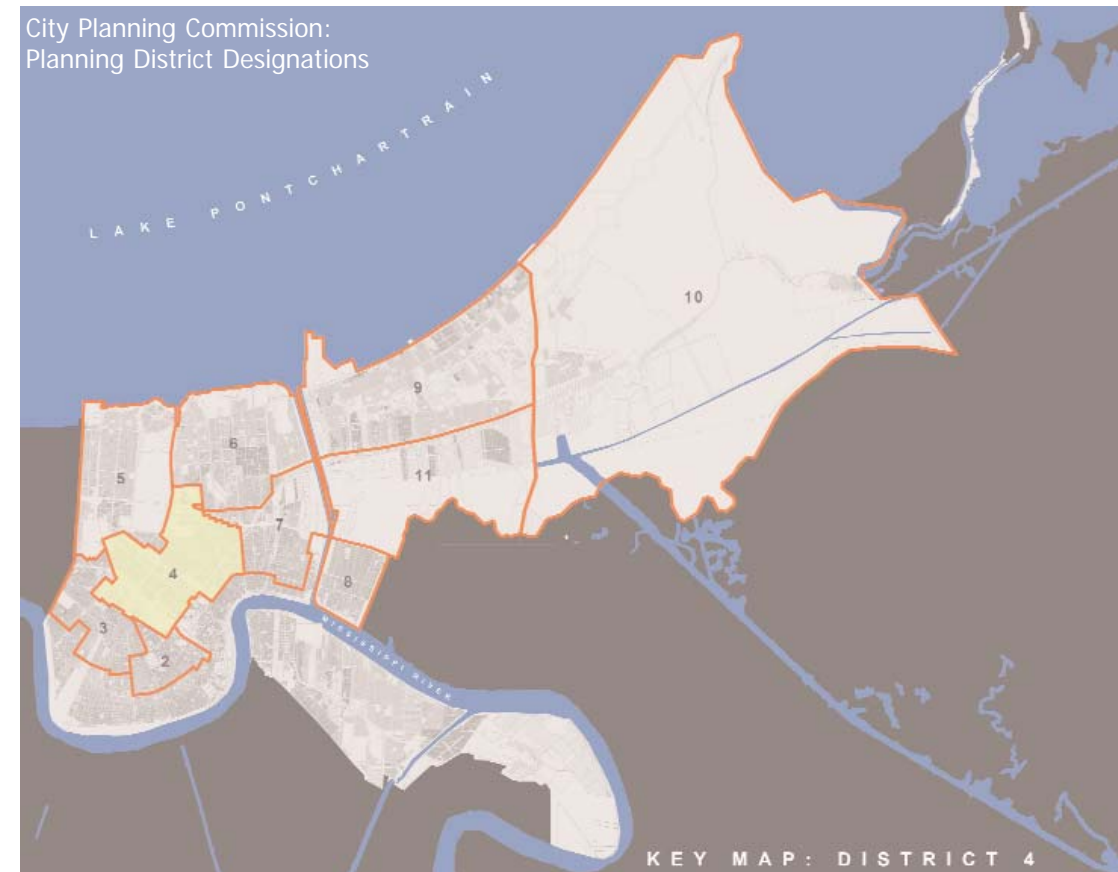 City Planning Commission:
Planning District Designations
LAKE PONTCHARTRAIN
10
9
6
5
11
7
4
8
3
2
MISSISSIPPI RIVER
KEY MAP: DISTRICT 4